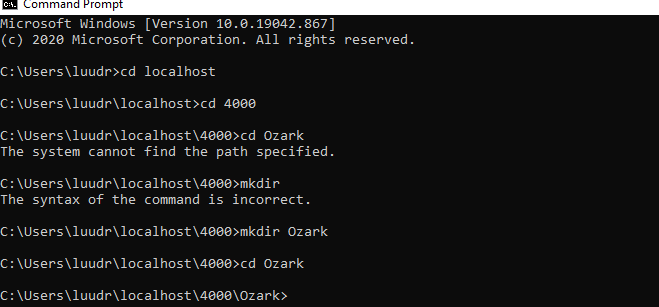 Command Prompt
Microsoft Windows [Version 10.0.19042.867]
(c) 2020 Microsoft Corporation. All rights reserved.
C:\Users\luudr>cd localhost
C:\Users\luudr\localhost>cd 4000
C:\Users\luudr\localhost\4000>cd Ozark
The system cannot find the path specified.
C:\Users\luudr\localhost\4000>mkdir
The syntax of the command is incorrect.
C:\Users\luudr\localhost\4000>mkdir Ozark
C:\Users\luudr\localhost\4000>cd Ozark
C:\Users\luudr\localhost\4000\Ozark>